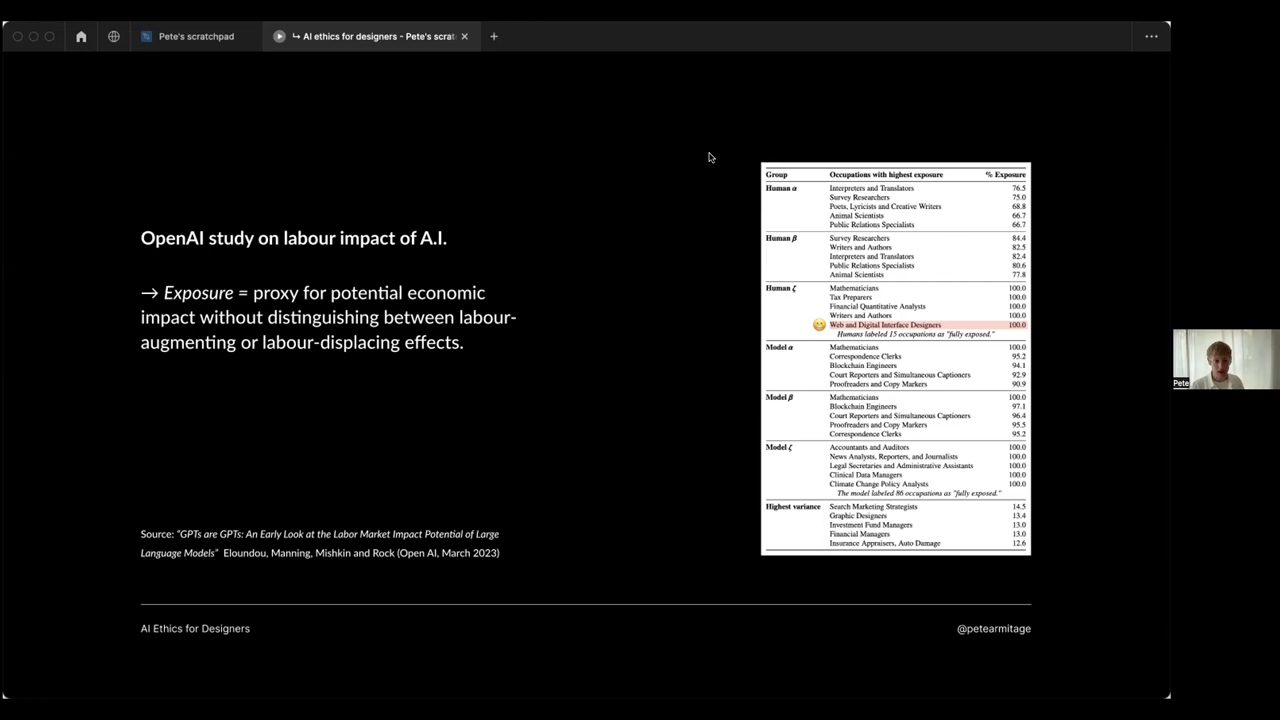 Pete's scratchpad
↪ AI ethics for designers - Pete's scrat
OpenAI study on labour impact of A.I.
→ Exposure = proxy for potential economic
impact without distinguishing between labour-
augmenting or labour-displacing effects.
Source: "GPTs are GPTs: An Early Look at the Labor Market Impact Potential of Large
Language Models" Eloundou, Manning, Mishkin and Rock (Open AI, March 2023)
Group Occupations with highest exposure % Exposure
Human α Interpreters and Translators 76.5
Survey Researchers 75.0
Poets, Lyricists and Creative Writers 68.8
Animal Scientists 66.7
Public Relations Specialists 66.7
Human β Survey Researchers 84.4
Writers and Authors 82.5
Interpreters and Translators 82.4
Public Relations Specialists 80.6
Animal Scientists 77.8
Human ζ Mathematicians 100.0
Tax Preparers 100.0
Financial Quantitative Analysts 100.0
Writers and Authors 100.0
Web and Digital Interface Designers 100.0
Humans labeled 15 occupations as "fully exposed."
Model α Mathematicians 100.0
Correspondence Clerks 95.2
Blockchain Engineers 94.1
Court Reporters and Simultaneous Captioners 92.9
Proofreaders and Copy Markers 90.9
Model β Mathematicians 100.0
Blockchain Engineers 97.1
Court Reporters and Simultaneous Captioners 96.4
Proofreaders and Copy Markers 95.5
Correspondence Clerks 95.2
Model ζ Accountants and Auditors 100.0
News Analysts, Reporters, and Journalists 100.0
Legal Secretaries and Administrative Assistants 100.0
Clinical Data Managers 100.0
Climate Change Policy Analysts 100.0
The model labeled 86 occupations as "fully exposed."
Highest variance Search Marketing Strategists 14.5
Graphic Designers 13.4
Investment Fund Managers 13.0
Financial Managers 13.0
Insurance Appraisers, Auto Damage 12.6
Pete
AI Ethics for Designers
@petearmitage